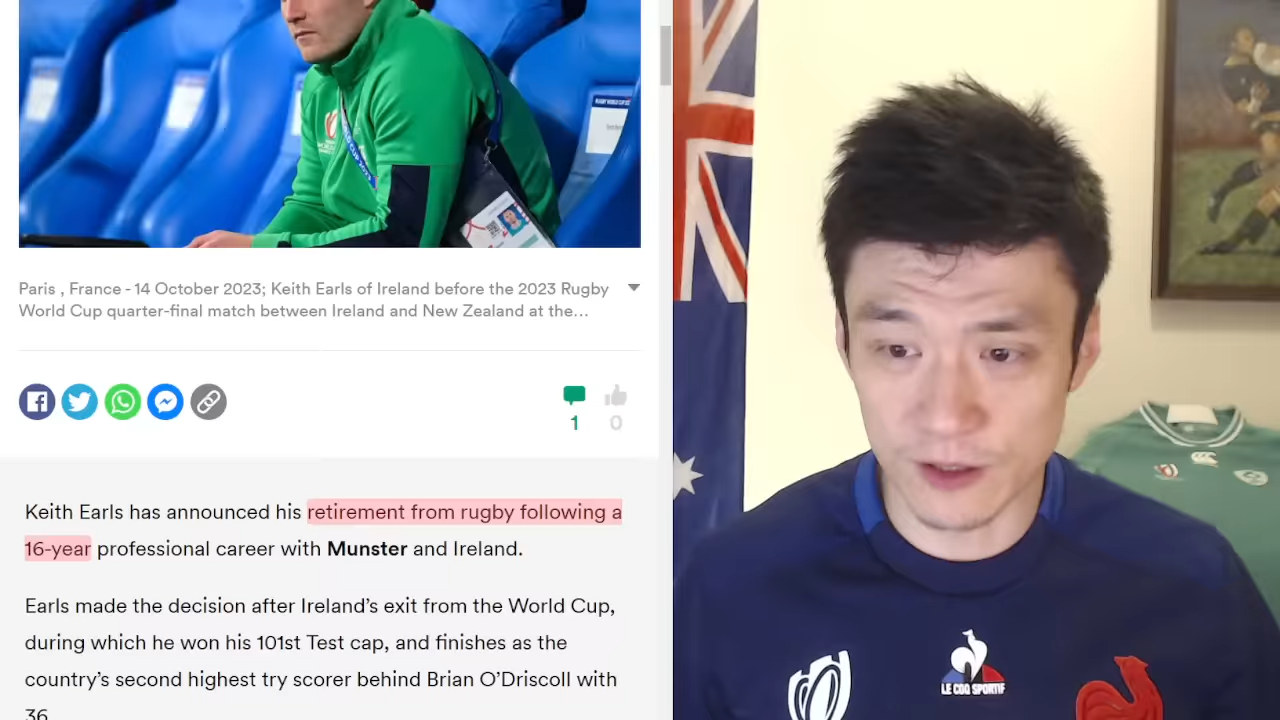 Paris , France - 14 October 2023; Keith Earls of Ireland before the 2023 Rugby
World Cup quarter-final match between Ireland and New Zealand at the...
1
0
Keith Earls has announced his retirement from rugby following a
16-year professional career with Munster and Ireland.
Earls made the decision after Ireland's exit from the World Cup,
during which he won his 101st Test cap, and finishes as the
country's second highest try scorer behind Brian O'Driscoll with
36
LE COQ SPORTIF